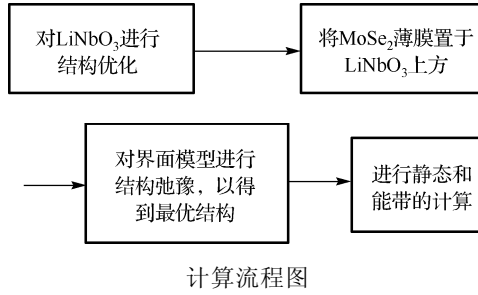 对LiNbO₃进行
结构优化
将MoSe₂薄膜置于
LiNbO₃上方
对界面模型进行
结构弛豫，以得
到最优结构
进行静态和
能带的计算
计算流程图